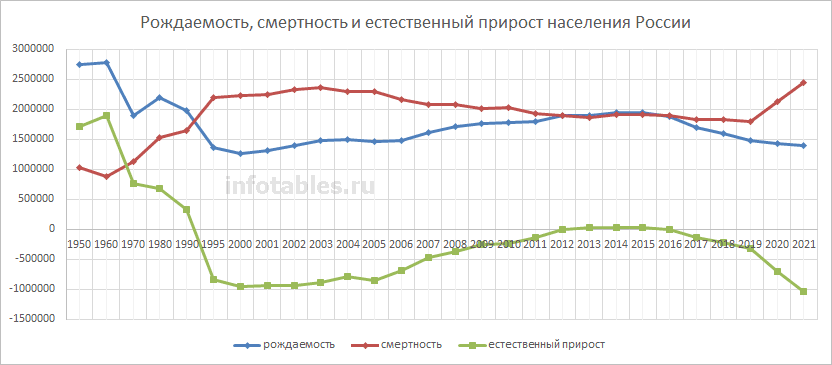 Рождаемость, смертность и естественный прирост населения России
3000000
2500000
2000000
1500000
1000000
500000
0
-500000
-1000000
-1500000
infotables.ru
1950 1960 1970 1980 1990 1995 2000 2001 2002 2003 2004 2005 2006 2007 2008 2009 2010 2011 2012 2013 2014 2015 2016 2017 2018 2019 2020 2021
рождаемость смертность естественный прирост